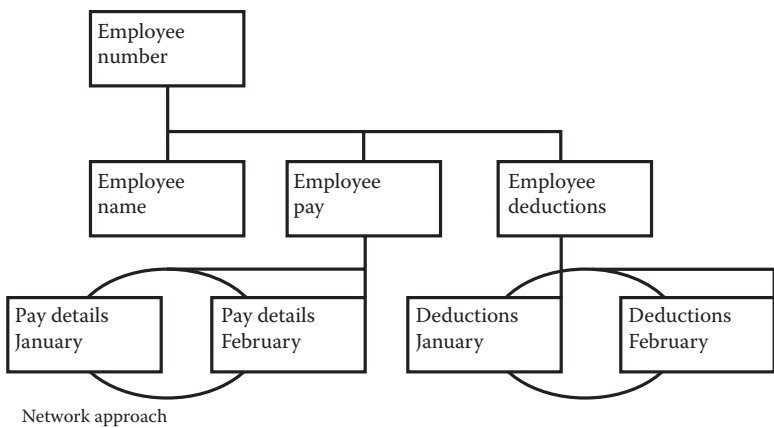 Employee
number
Employee
name
Employee
pay
Employee
deductions
Pay details
January
Pay details
February
Deductions
January
Deductions
February
Network approach